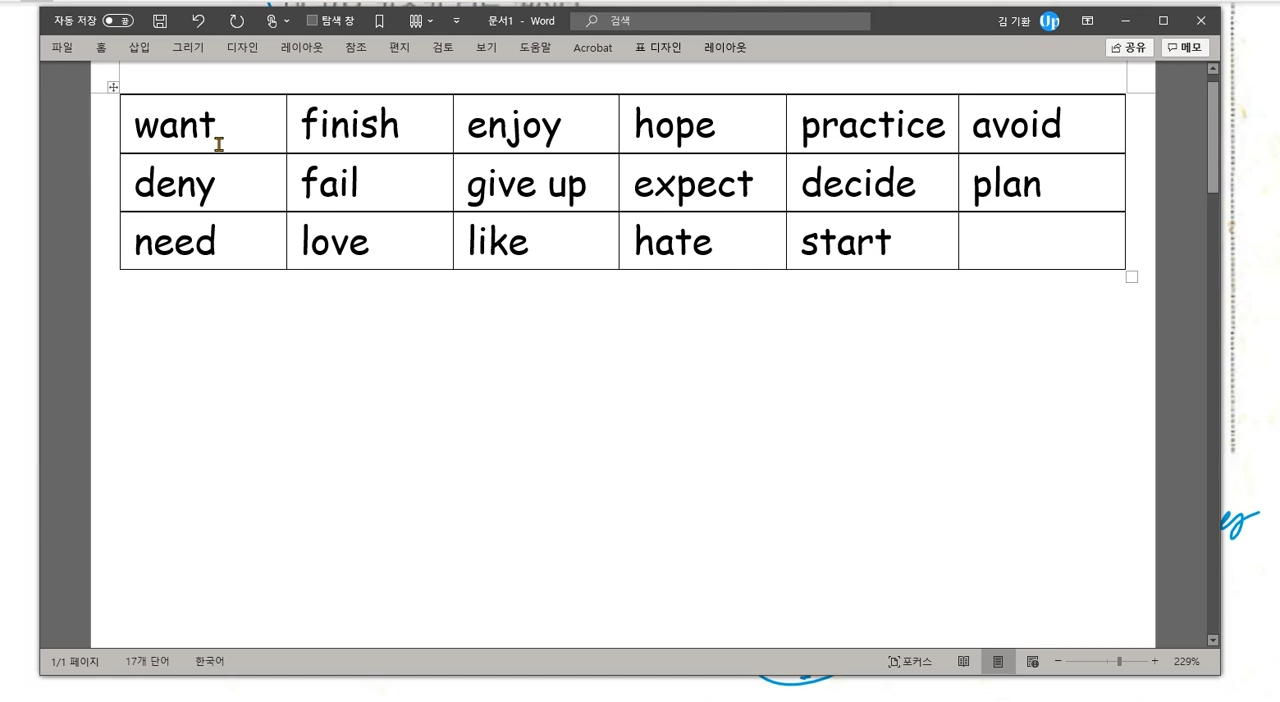 자동 저장 끔 탐색 창 문서1 - Word 검색 김 기환 Up
파일 홈 삽입 그리기 디자인 레이아웃 참조 편지 검토 보기 도움말 Acrobat 표 디자인 레이아웃 공유 메모
want finish enjoy hope practice avoid
deny fail give up expect decide plan
need love like hate start
1/1 페이지 17개 단어 한국어 포커스 229%